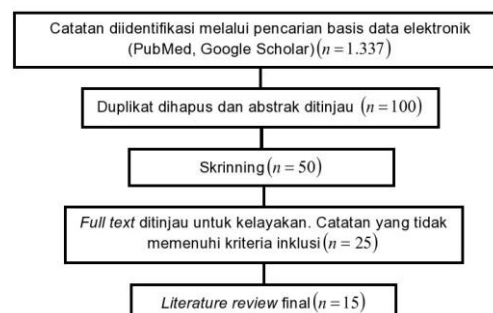 Catatan diidentifikasi melalui pencarian basis data elektronik
(PubMed, Google Scholar)(n=1.337)
Duplikat dihapus dan abstrak ditinjau (n=100)
Skrinning(n = 50)
Full text ditinjau untuk kelayakan. Catatan yang tidak
memenuhi kriteria inklusi(n = 25)
Literature review final(n=15)